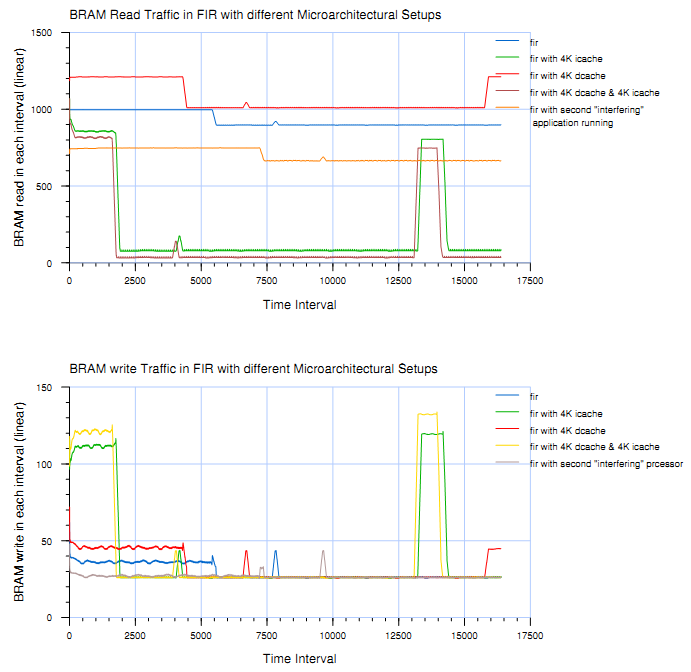 BRAM Read Traffic in FIR with different Microarchitectural Setups
BRAM read in each interval (linear)
1500
1000
500
0
0
2500
5000
7500
10000
12500
15000
17500
Time Interval
fir
fir with 4K icache
fir with 4K dcache
fir with 4K dcache & 4K icache
fir with second "interfering"
application running
BRAM write Traffic in FIR with different Microarchitectural Setups
BRAM write in each interval (linear)
150
100
50
0
0
2500
5000
7500
10000
12500
15000
17500
Time Interval
fir
fir with 4K icache
fir with 4K dcache
fir with 4K dcache & 4K icache
fir with second "interfering" prcessor